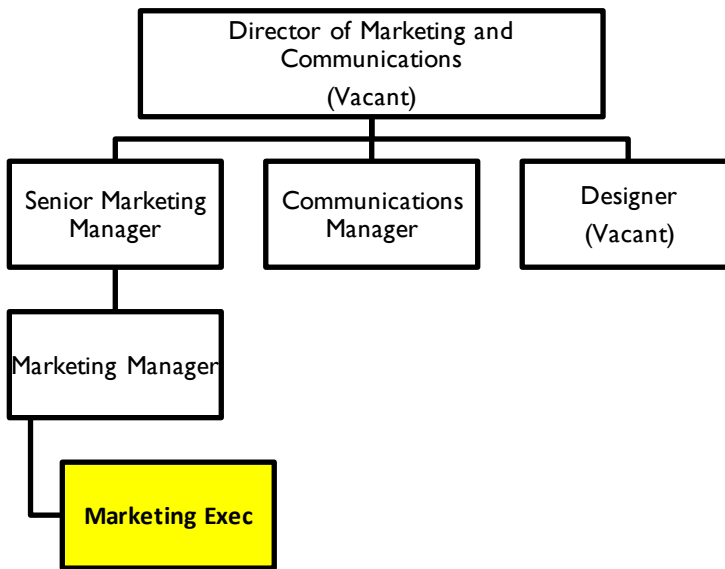 Director of Marketing and
Communications
(Vacant)
Senior Marketing
Manager
Communications
Manager
Designer
(Vacant)
Marketing Manager
Marketing Exec